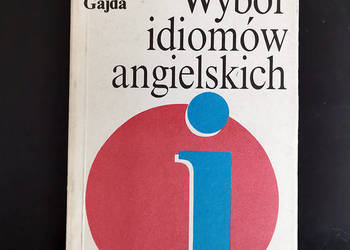 Gajda
Wybór
idiomów
angielskich
i